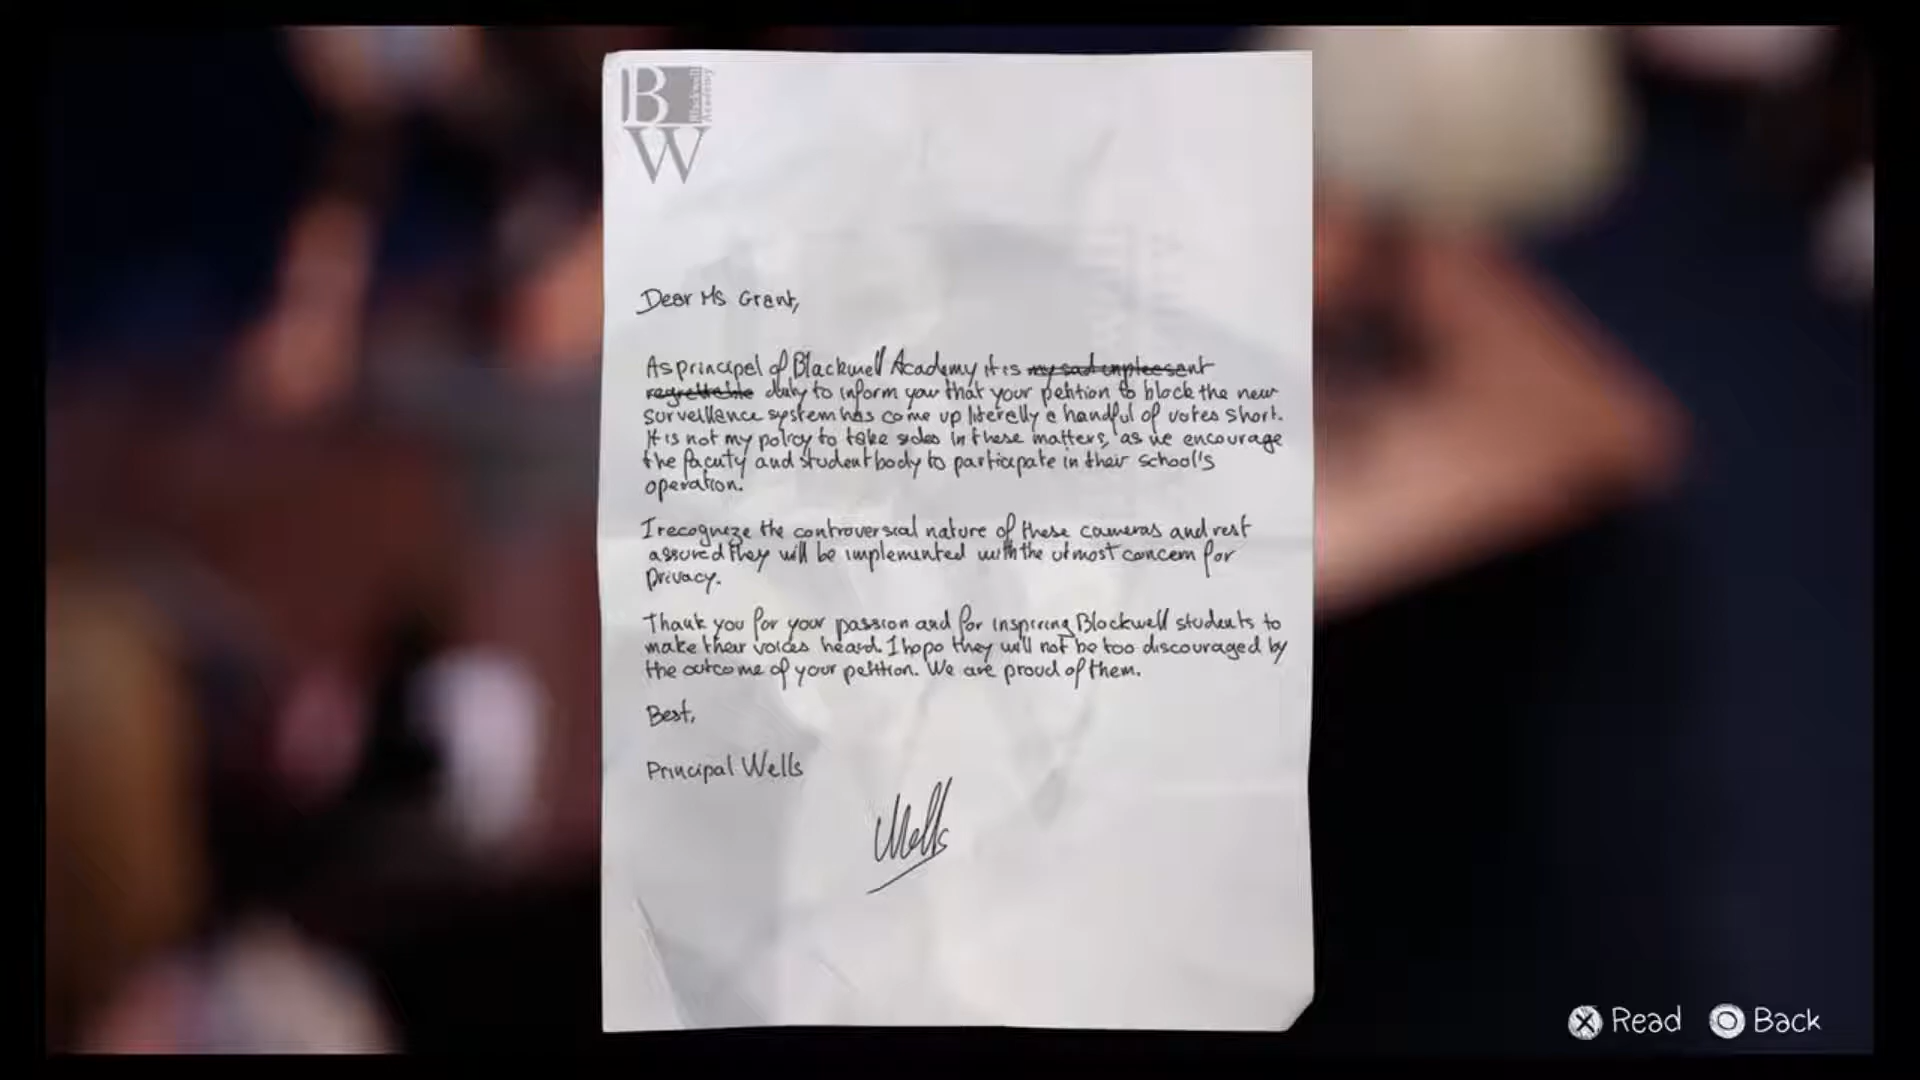 B
W
Blackwell
Academy
Dear Ms Grant,
As principal of Blackwell Academy it is my sad unpleasant
regrettable duty to inform you that your petition to block the new
surveillance system has come up literally a handful of votes short.
It is not my policy to take sides in these matters, as we encourage
the facuty and student body to participate in their school's
operation.
I recognize the controversial nature of these cameras and rest
assured they will be implemented with the utmost concern for
privacy.
Thank you for your passion and for inspiring Blackwell students to
make their voices heard. I hope they will not be too discouraged by
the outcome of your petition. We are proud of them.
Best,
Principal Wells
Wells
Read Back